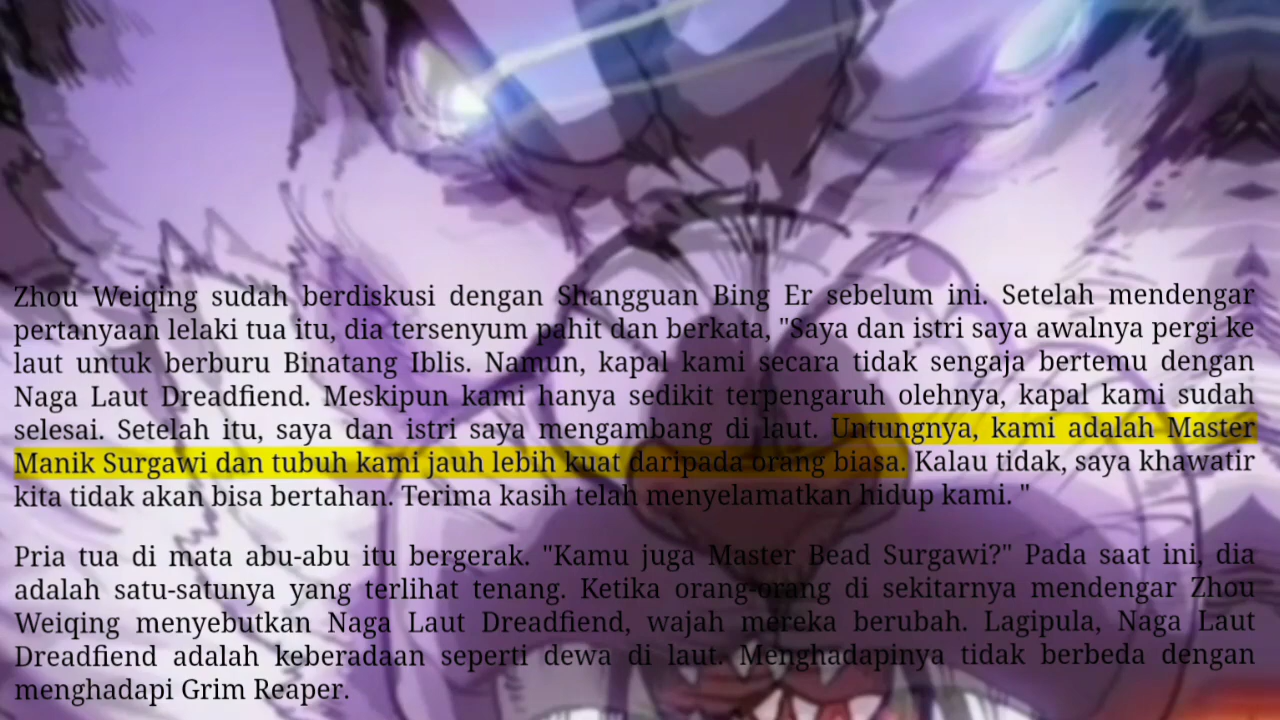 Zhou Weiqing sudah berdiskusi dengan Shangguan Bing Er sebelum ini. Setelah mendengar
pertanyaan lelaki tua itu, dia tersenyum pahit dan berkata, "Saya dan istri saya awalnya pergi ke
laut untuk berburu Binatang Iblis. Namun, kapal kami secara tidak sengaja bertemu dengan
Naga Laut Dreadfiend. Meskipun kami hanya sedikit terpengaruh olehnya, kapal kami sudah
selesai. Setelah itu, saya dan istri saya mengambang di laut. Untungnya, kami adalah Master
Manik Surgawi dan tubuh kami jauh lebih kuat daripada orang biasa. Kalau tidak, saya khawatir
kita tidak akan bisa bertahan. Terima kasih telah menyelamatkan hidup kami. "
Pria tua di mata abu-abu itu bergerak. "Kamu juga Master Bead Surgawi?" Pada saat ini, dia
adalah satu-satunya yang terlihat tenang. Ketika orang-orang di sekitarnya mendengar Zhou
Weiqing menyebutkan Naga Laut Dreadfiend, wajah mereka berubah. Lagipula, Naga Laut
Dreadfiend adalah keberadaan seperti dewa di laut. Menghadapinya tidak berbeda dengan
menghadapi Grim Reaper.